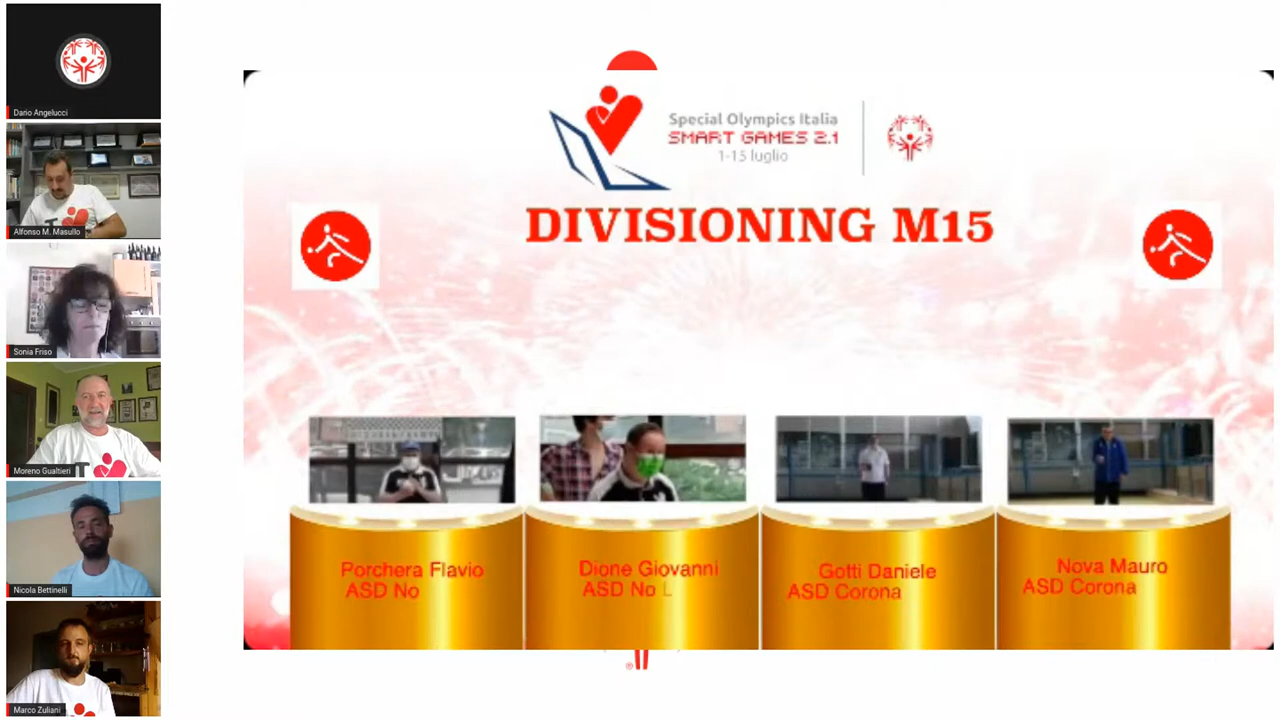 Dario Angelucci
Alfonso M. Masullo
Sonia Friso
Moreno Gualtieri
Nicola Bettinelli
Marco Zuliani
Special Olympics Italia
SMART GAMES 2.1
1-15 luglio
DIVISIONING M15
Porchera Flavio
ASD No
Dione Giovanni
ASD No L
Gotti Daniele
ASD Corona
Nova Mauro
ASD Corona